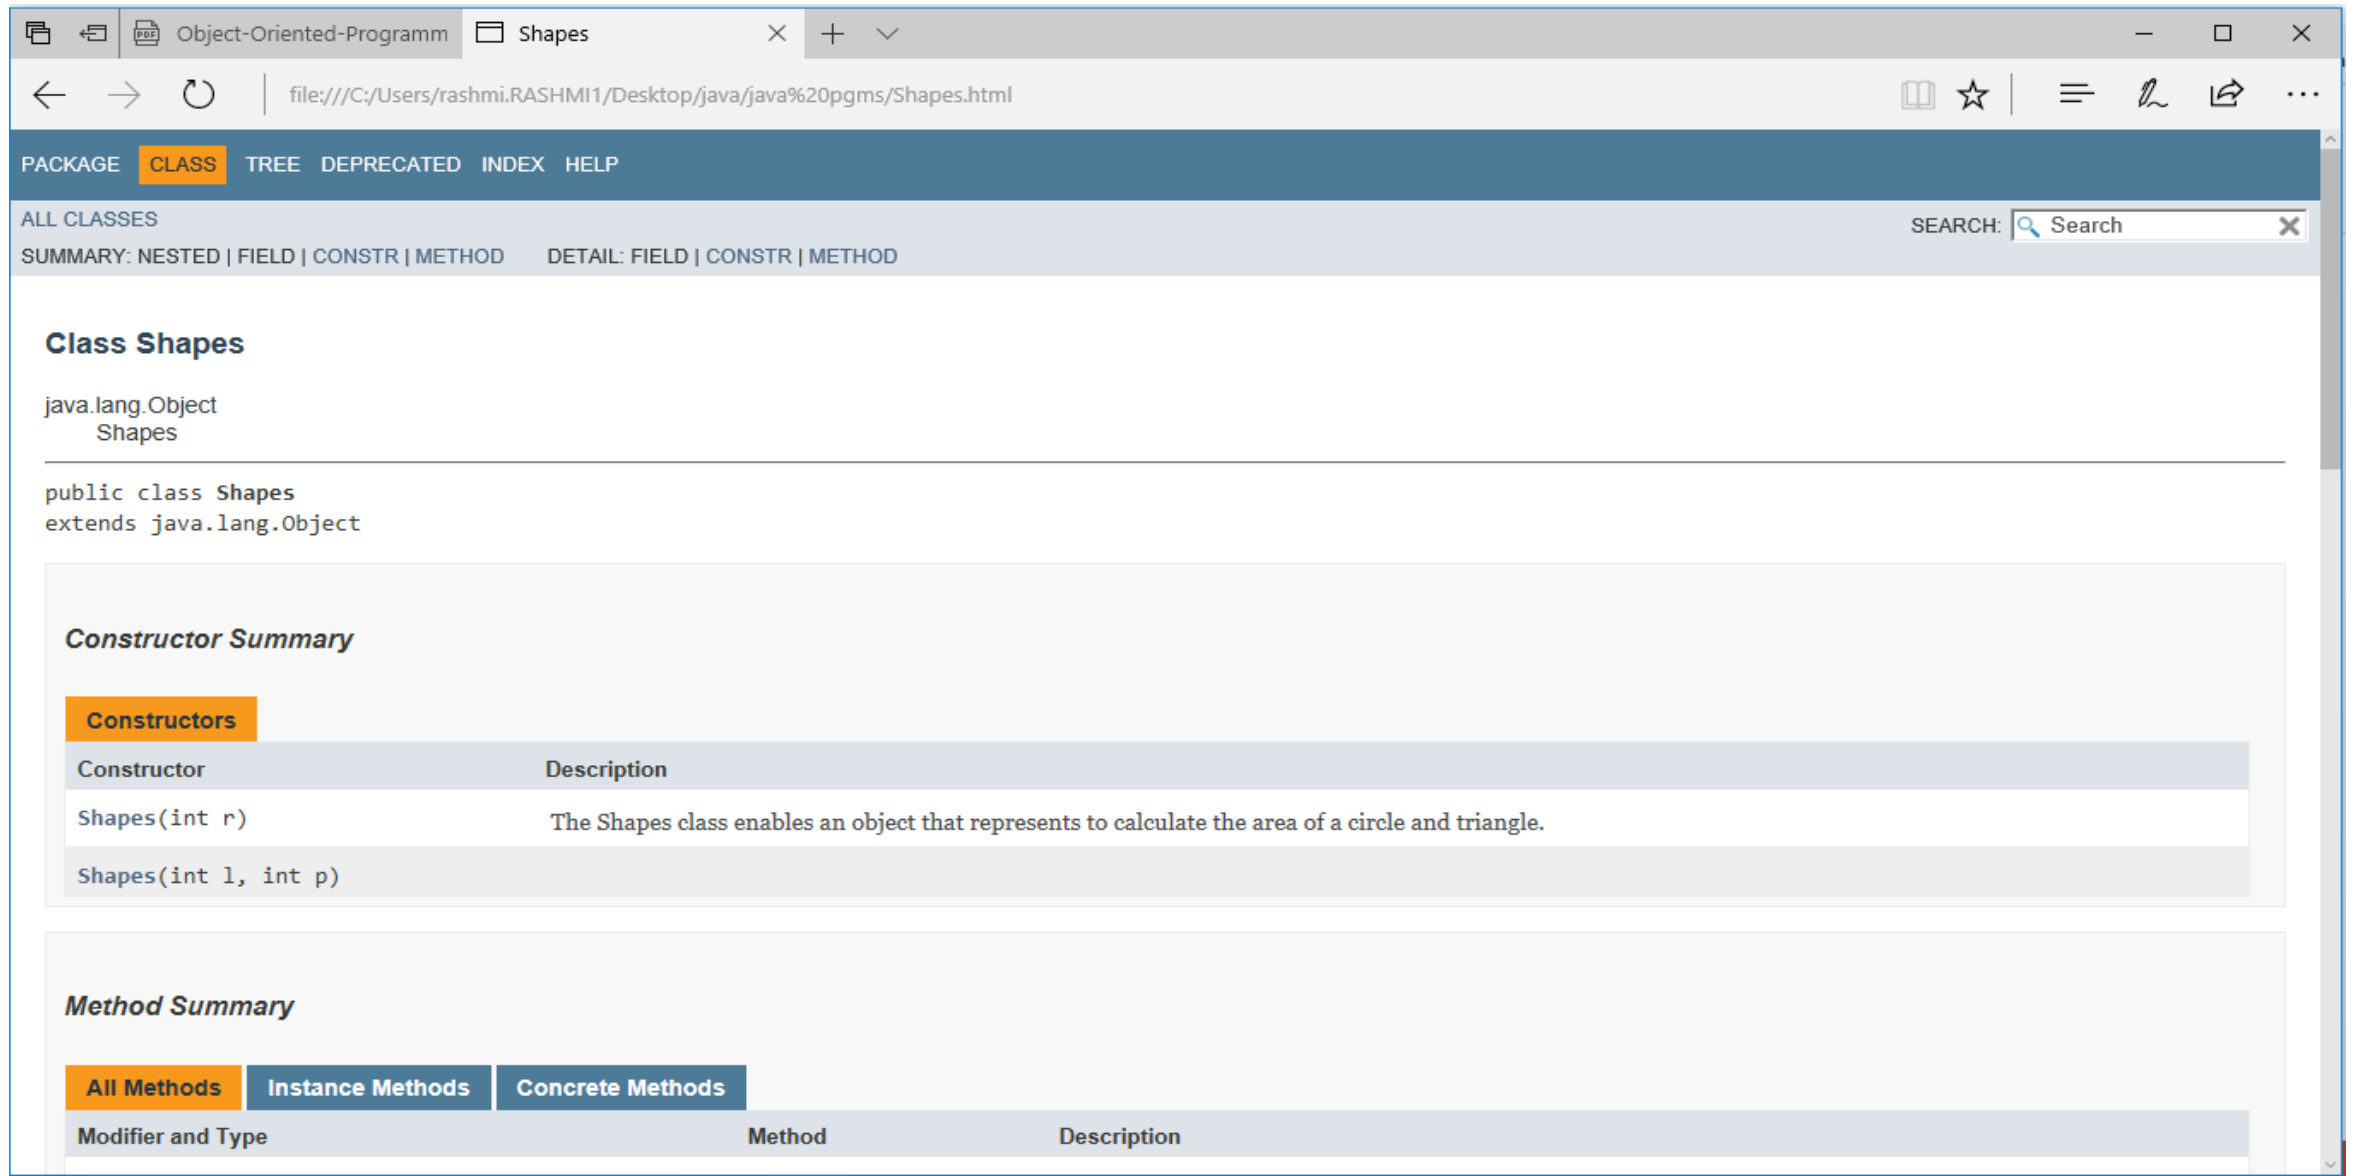 Object-Oriented-Programm
Shapes
file:///C:/Users/rashmi.RASHMI1/Desktop/java/java%20pgms/Shapes.html
PACKAGE CLASS TREE DEPRECATED INDEX HELP
ALL CLASSES
SEARCH: Search
SUMMARY: NESTED | FIELD | CONSTR | METHOD DETAIL: FIELD | CONSTR | METHOD
Class Shapes
java.lang.Object
Shapes
public class Shapes
extends java.lang.Object
Constructor Summary
Constructors
Constructor Description
Shapes(int r) The Shapes class enables an object that represents to calculate the area of a circle and triangle.
Shapes(int l, int p)
Method Summary
All Methods Instance Methods Concrete Methods
Modifier and Type Method Description